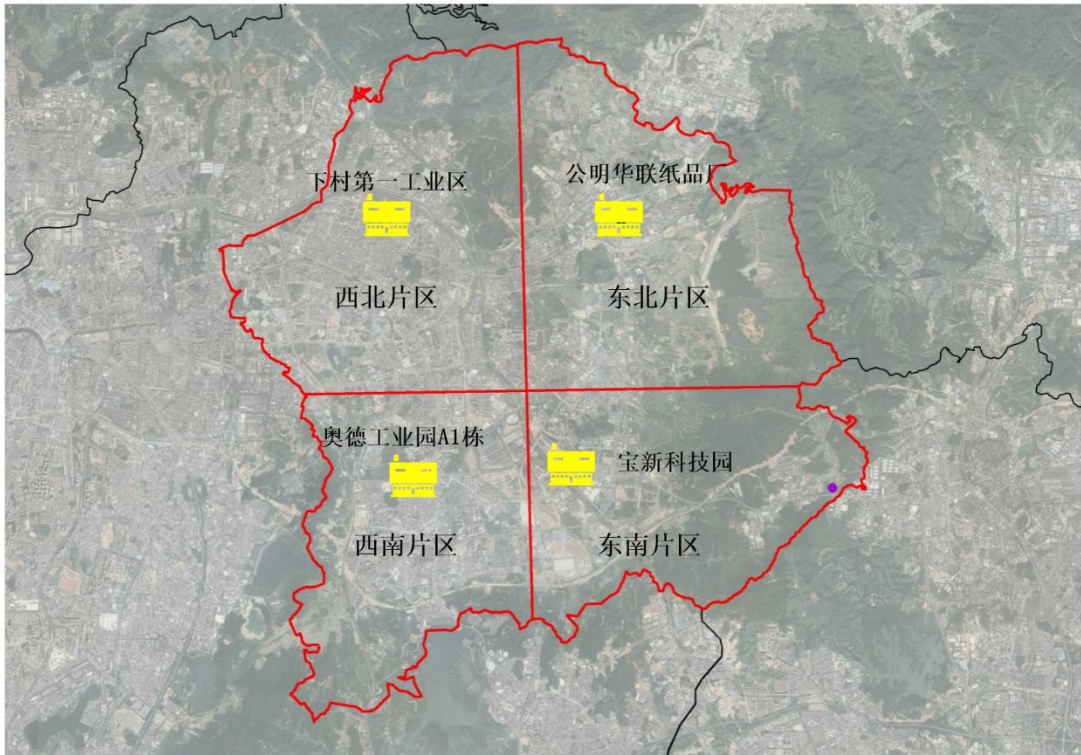 下村第一工业区
公明华联纸品厂
西北片区
东北片区
奥德工业园A1栋
宝新科技园
西南片区
东南片区